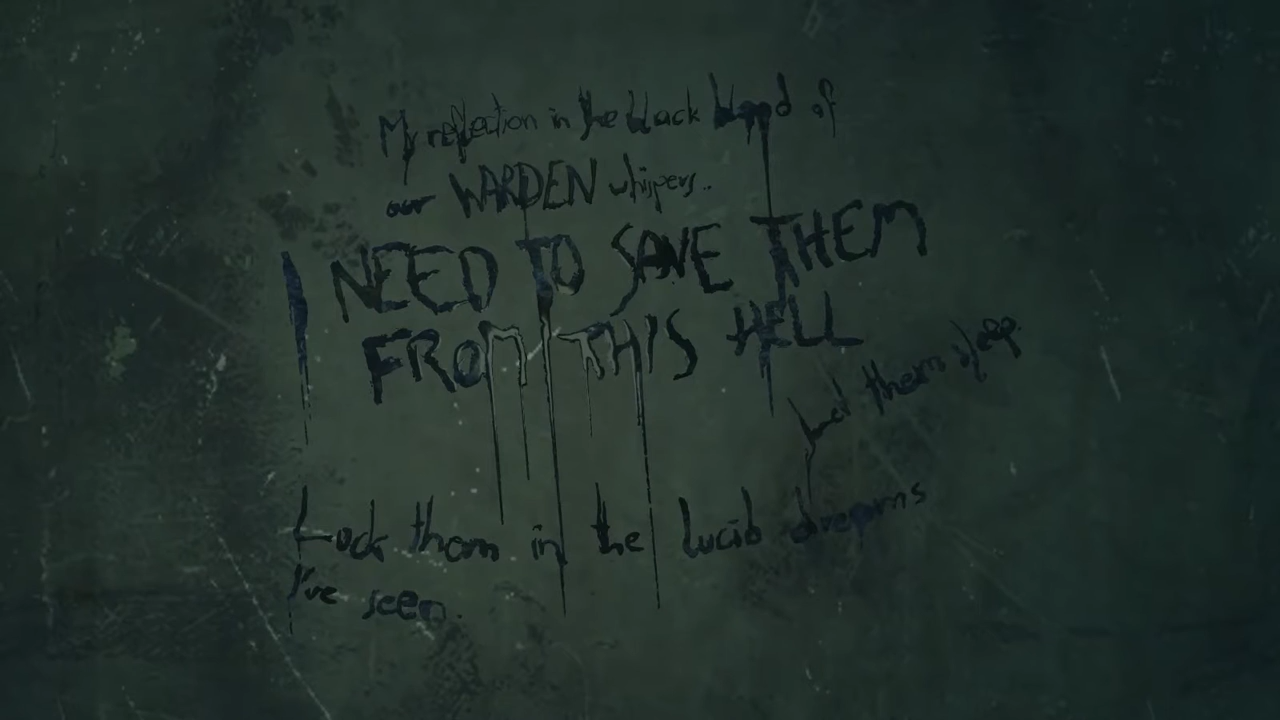 My reflection in the black blood of
our WARDEN whispers..
I NEED TO SAVE THEM
FROM THIS HELL
Let them sleep.
Lock them in the lucid dreams
I've seen.